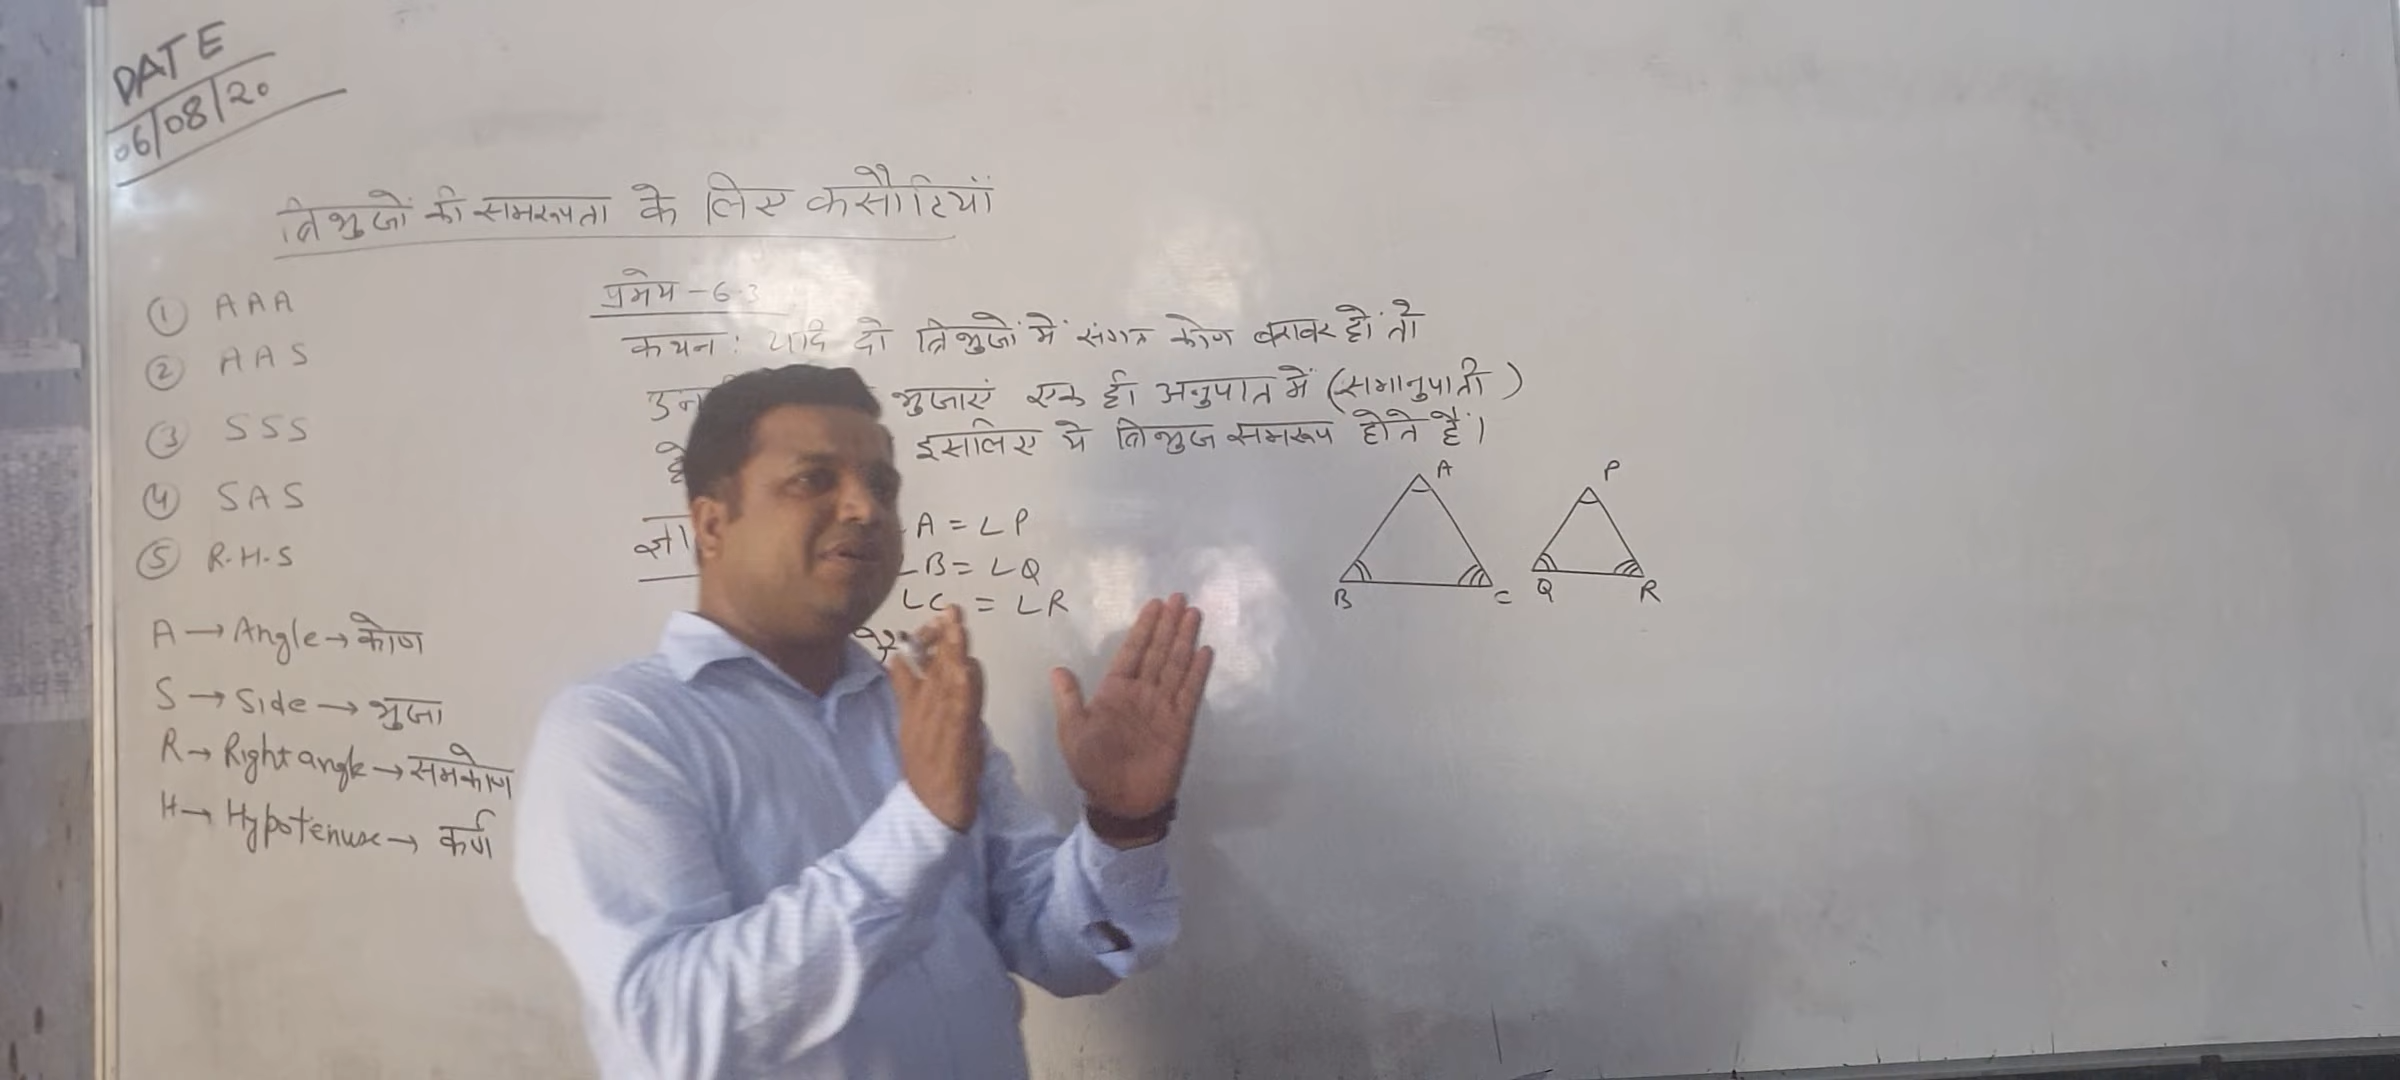 DATE
06/08/20
त्रिभुजों की समरूपता के लिए कसौटियाँ
① AAA
② AAS
③ SSS
④ SAS
⑤ R.H.S
A → Angle → कोण
S → Side → भुजा
R → Right angle → समकोण
H → Hypotenuse → कर्ण
प्रमेय - 6.3
कथन : यदि दो त्रिभुजों में संगत कोण बराबर हों तो
भुजाएं एक ही अनुपात में (समानुपाती)
इसलिए ये त्रिभुज समरूप होते हैं।
A = ∠P
∠B = ∠Q
∠C = ∠R
A
B
C
P
Q
R